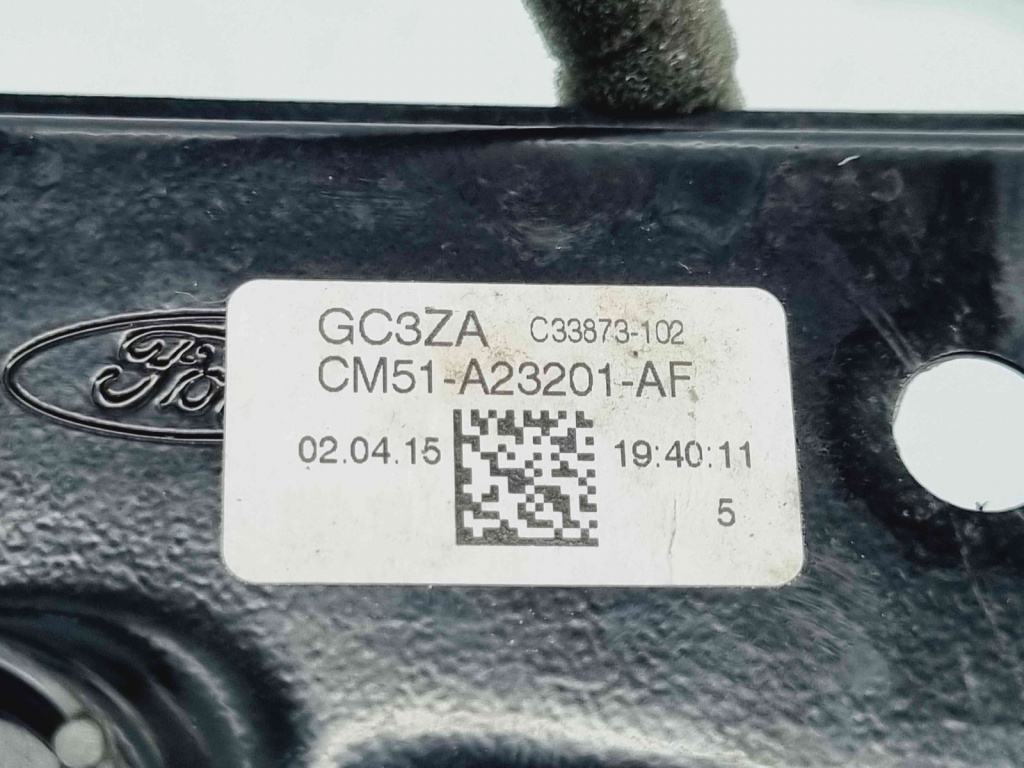 GC3ZA C33873-102
CM51-A23201-AF
02.04.15 19:40:11
5
Ford